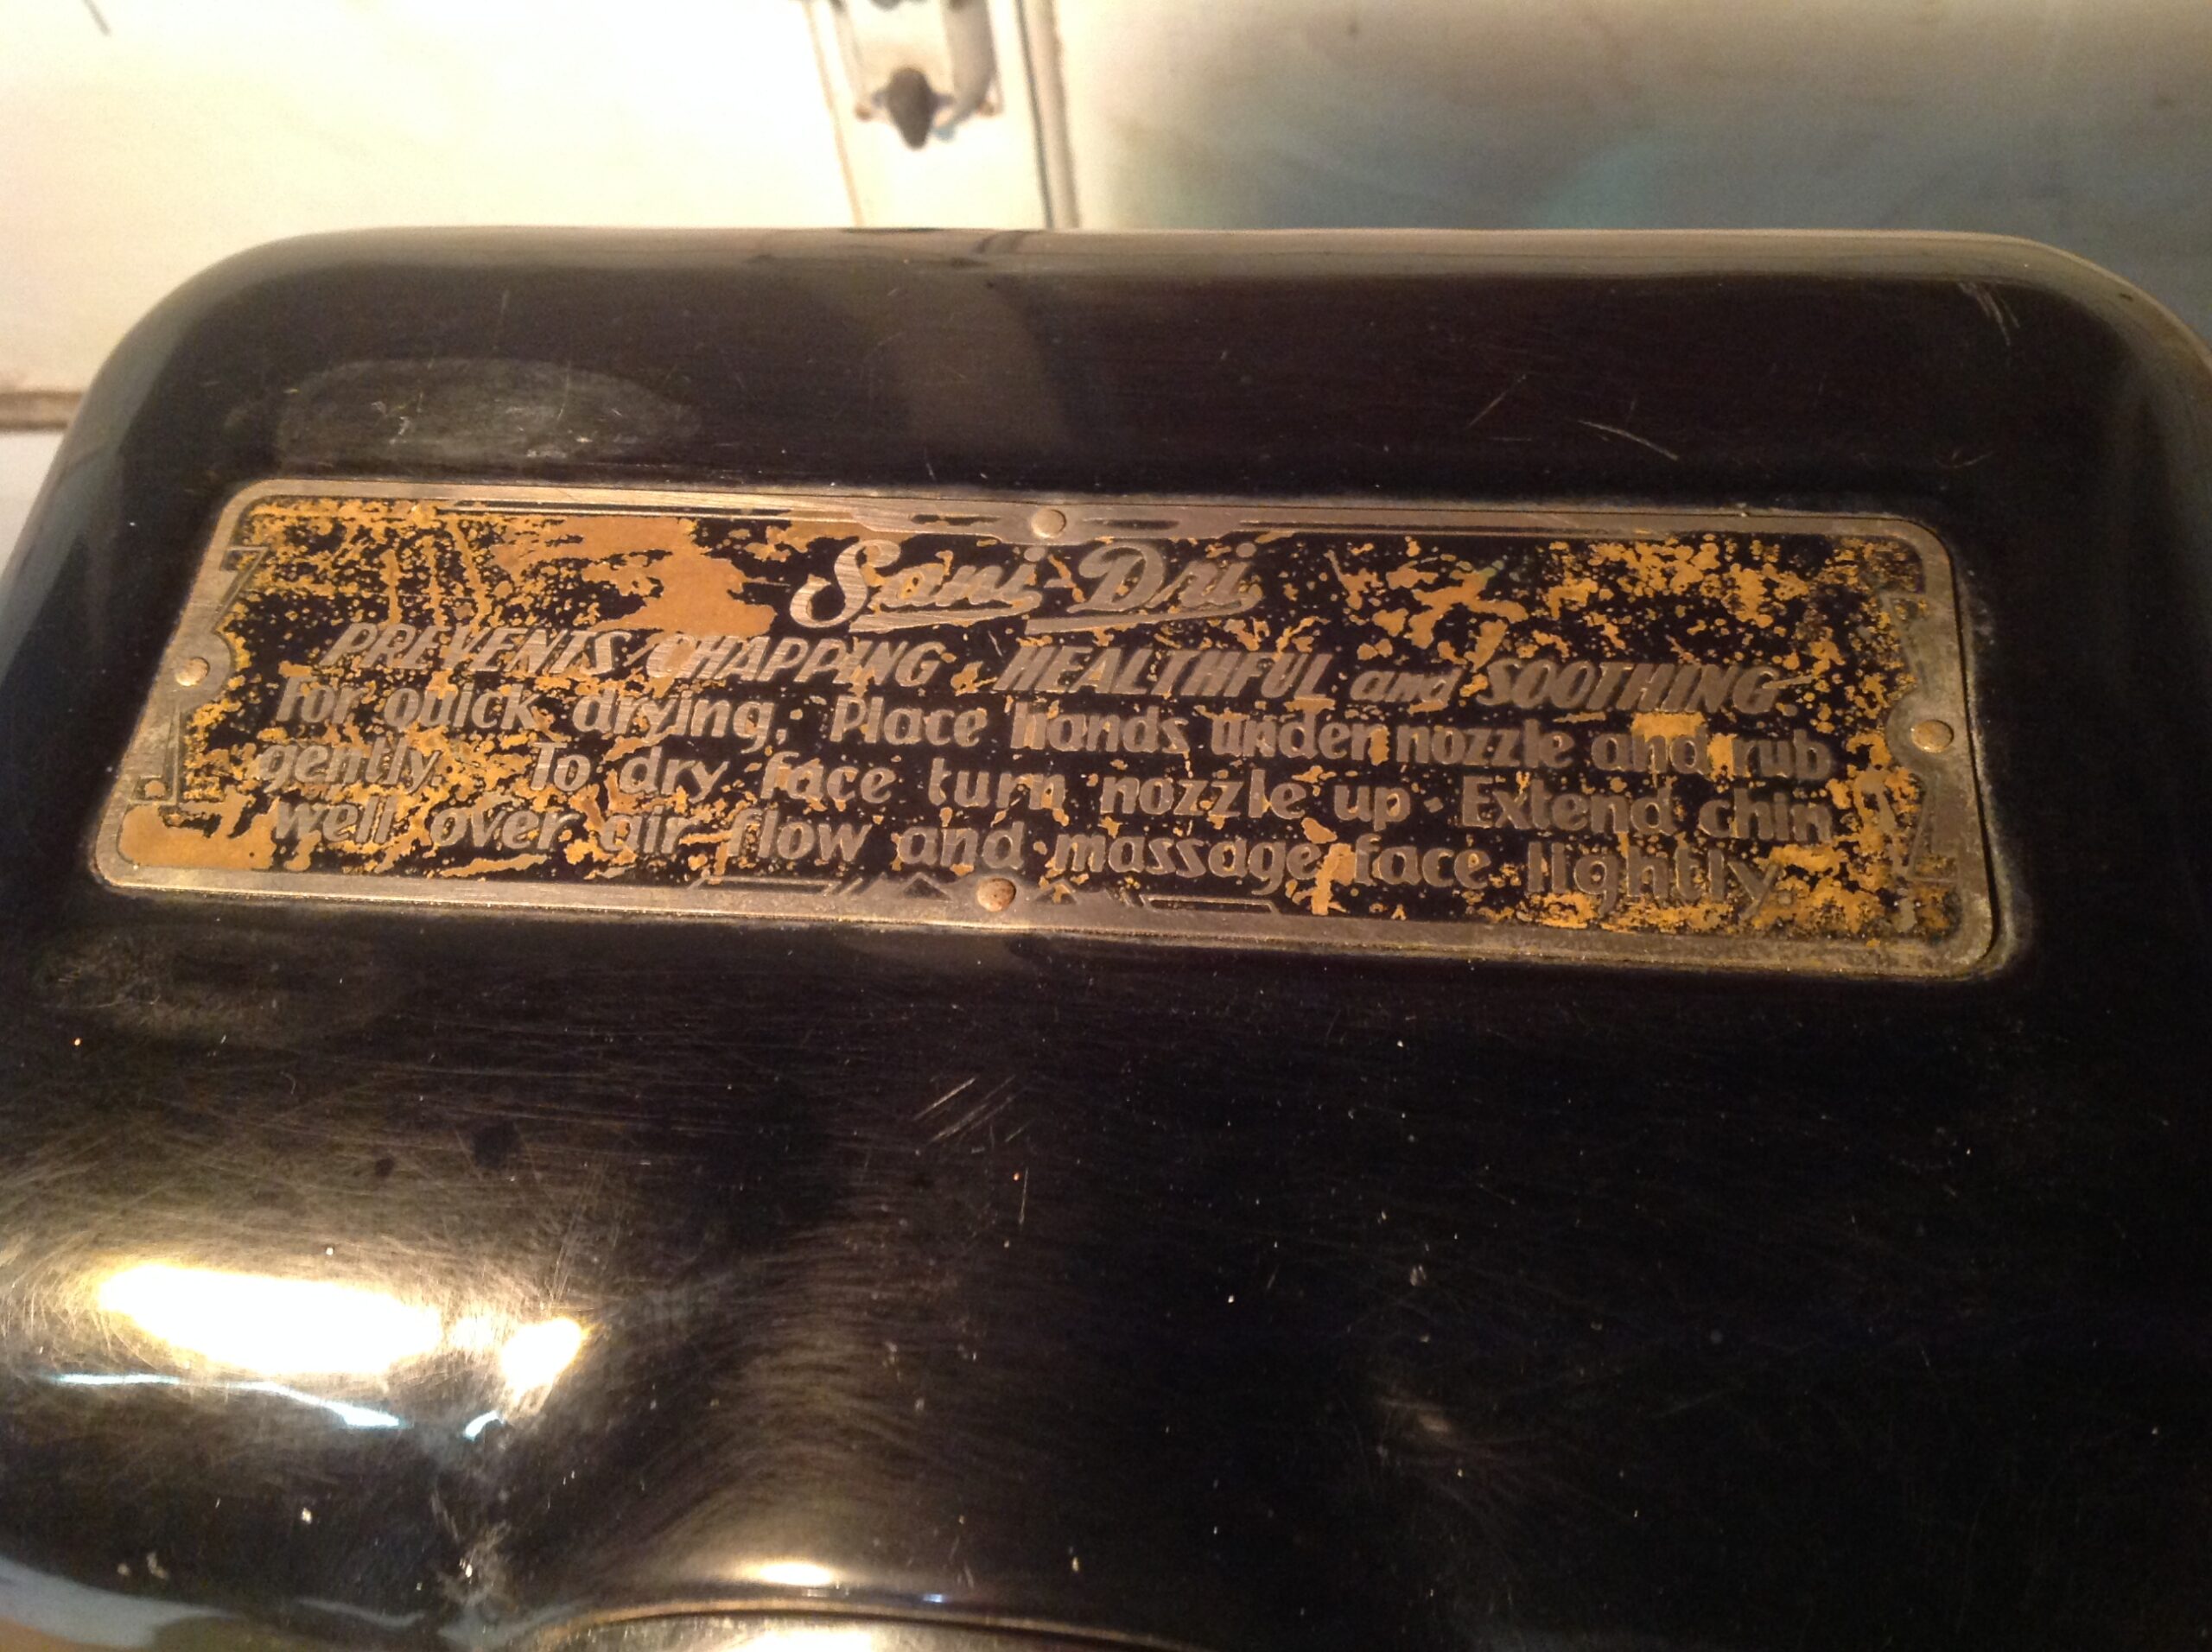 Sani-Dri
PREVENTS CHAPPING, HEALTHFUL and SOOTHING
For quick drying; Place hands under nozzle and rub
gently. To dry face turn nozzle up. Extend chin
well over air flow and massage face lightly.